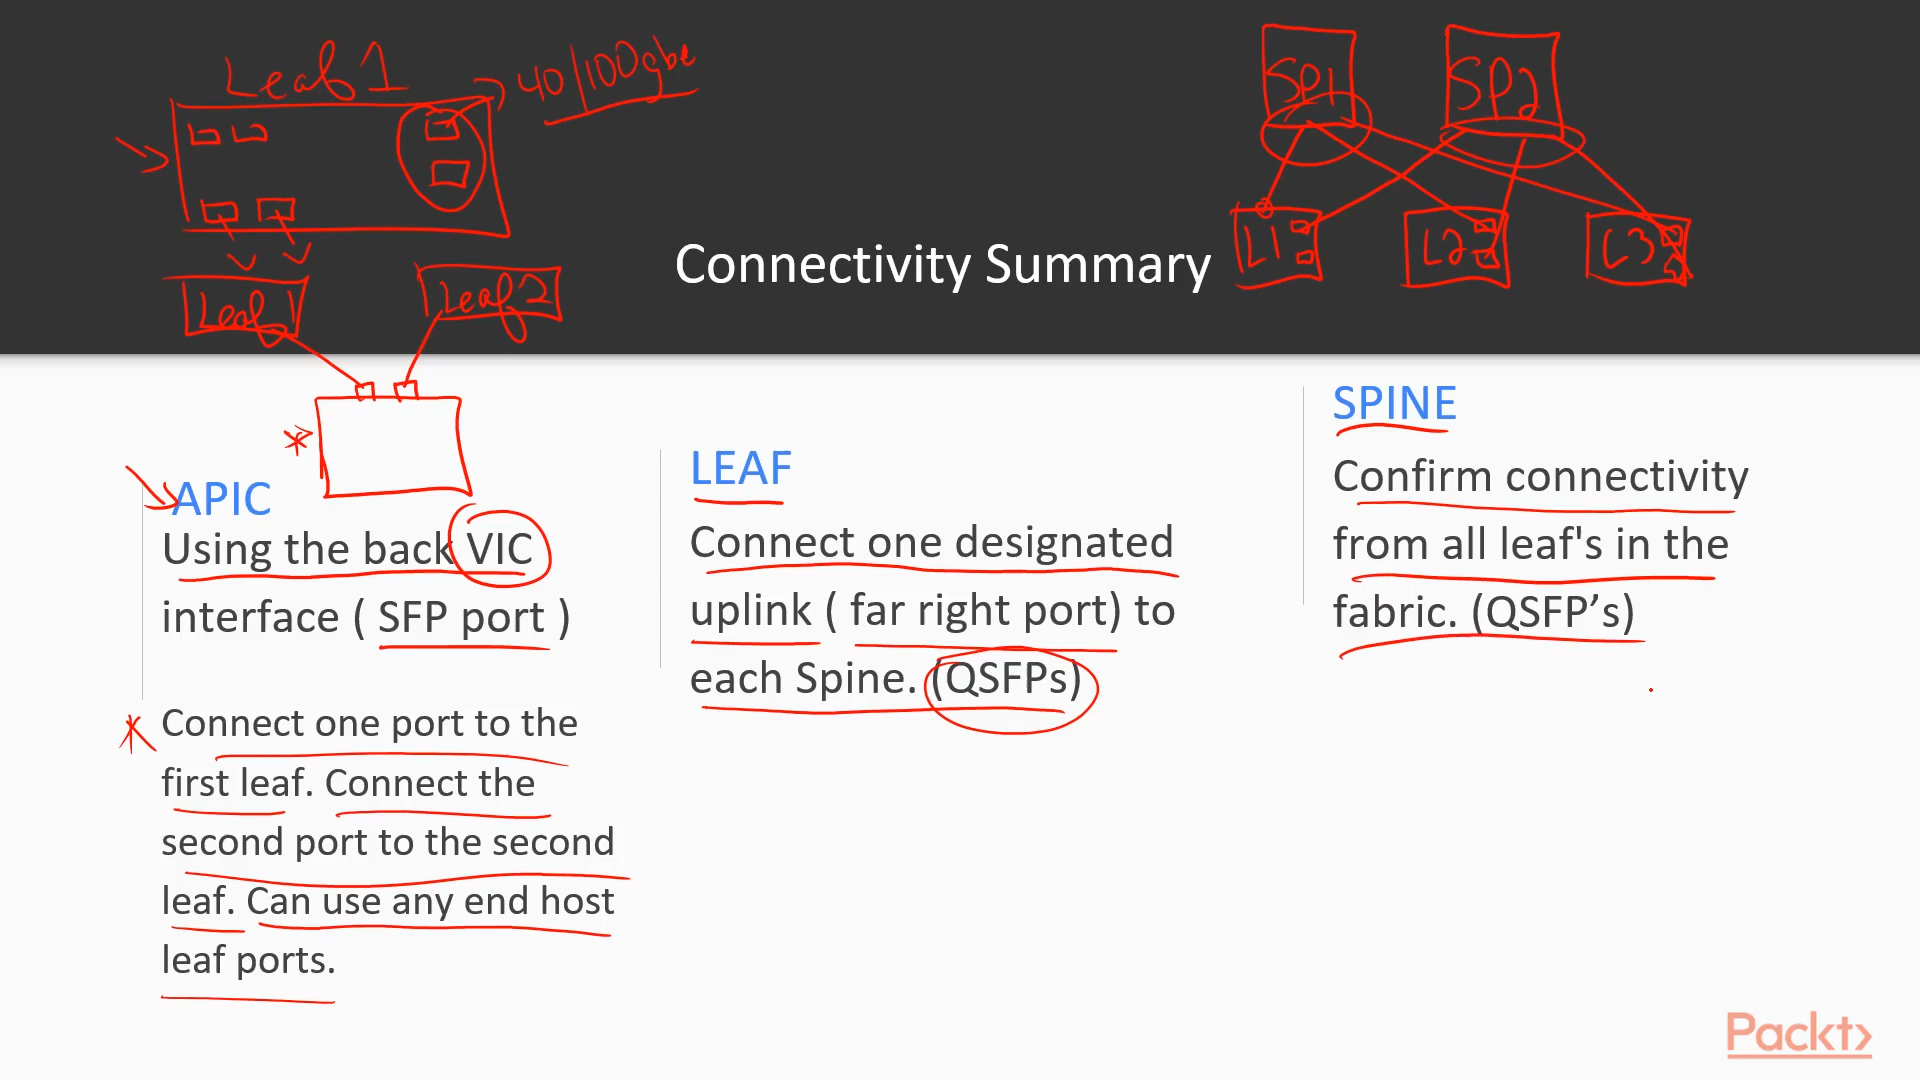 Leaf 1
40/100gbe
SP1
SP2
L1
L2
L3
Connectivity Summary
Leaf 1
Leaf 2
APIC
Using the back VIC
interface ( SFP port )
Connect one port to the
first leaf. Connect the
second port to the second
leaf. Can use any end host
leaf ports.
LEAF
Connect one designated
uplink ( far right port) to
each Spine. (QSFPs)
SPINE
Confirm connectivity
from all leaf's in the
fabric. (QSFP’s)
Packt>